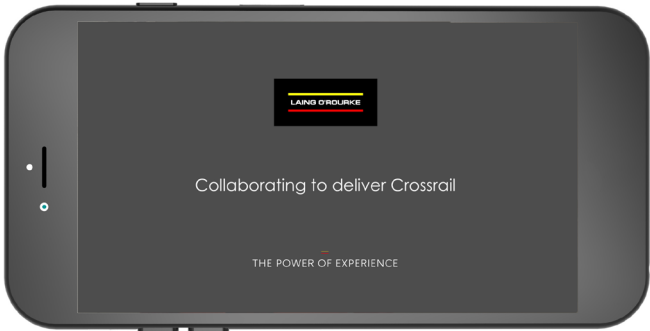 LAING O'ROURKE
Collaborating to deliver Crossrail
THE POWER OF EXPERIENCE